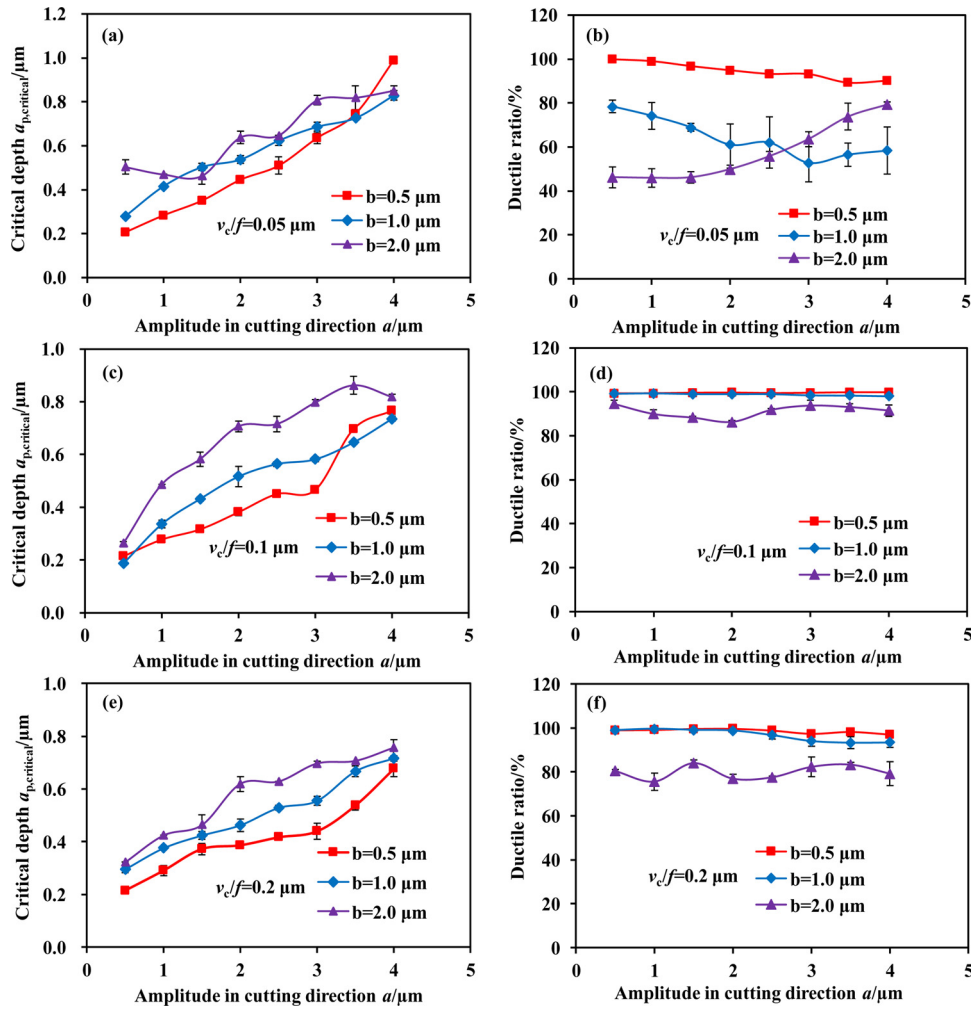 (a)
Critical depth ap,critical/μm
1.2
1.0
0.8
0.6
0.4
0.2
0.0
0 1 2 3 4 5
vc/f=0.05 μm
b=0.5 μm
b=1.0 μm
b=2.0 μm
Amplitude in cutting direction a/μm
(b)
Ductile ratio/%
120
100
80
60
40
20
0
0 1 2 3 4 5
vc/f=0.05 μm
b=0.5 μm
b=1.0 μm
b=2.0 μm
Amplitude in cutting direction a/μm
(c)
Critical depth ap,critical/μm
1.0
0.8
0.6
0.4
0.2
0.0
0 1 2 3 4 5
vc/f=0.1 μm
b=0.5 μm
b=1.0 μm
b=2.0 μm
Amplitude in cutting direction a/μm
(d)
Ductile ratio/%
120
100
80
60
40
20
0
0 1 2 3 4 5
vc/f=0.1 μm
b=0.5 μm
b=1.0 μm
b=2.0 μm
Amplitude in cutting direction a/μm
(e)
Critical depth ap,critical/μm
1.0
0.8
0.6
0.4
0.2
0.0
0 1 2 3 4 5
vc/f=0.2 μm
b=0.5 μm
b=1.0 μm
b=2.0 μm
Amplitude in cutting direction a/μm
(f)
Ductile ratio/%
120
100
80
60
40
20
0
0 1 2 3 4 5
vc/f=0.2 μm
b=0.5 μm
b=1.0 μm
b=2.0 μm
Amplitude in cutting direction a/μm